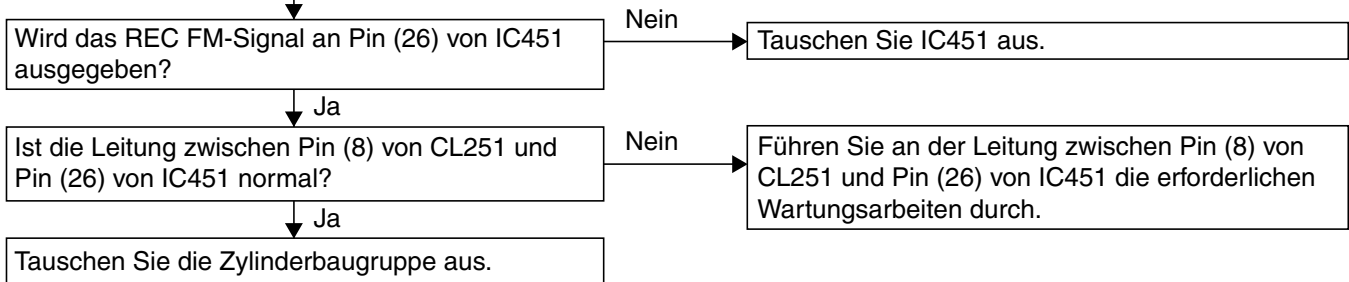 Wird das REC FM-Signal an Pin (26) von IC451
ausgegeben?
Nein
Tauschen Sie IC451 aus.
Ja
Ist die Leitung zwischen Pin (8) von CL251 und
Pin (26) von IC451 normal?
Nein
Führen Sie an der Leitung zwischen Pin (8) von
CL251 und Pin (26) von IC451 die erforderlichen
Wartungsarbeiten durch.
Ja
Tauschen Sie die Zylinderbaugruppe aus.